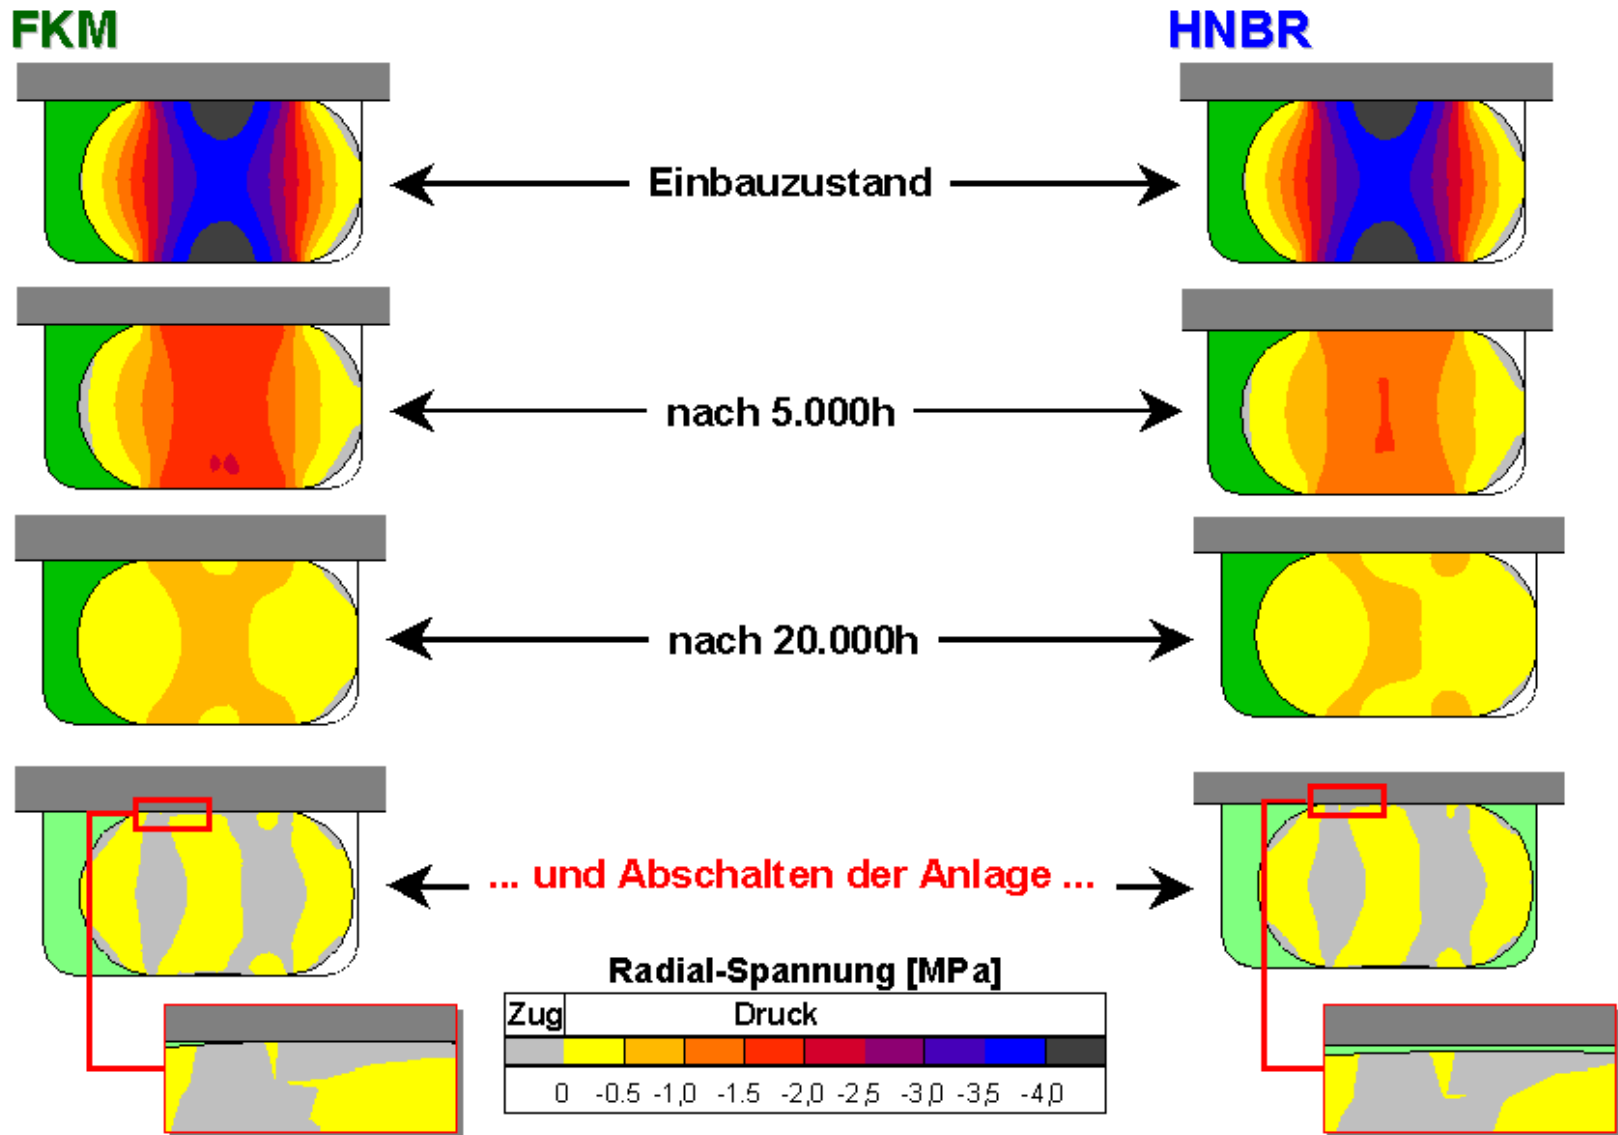 FKM HNBR
Einbauzustand
nach 5.000h
nach 20.000h
... und Abschalten der Anlage ...
Radial-Spannung [MPa]
Zug Druck
0 -0.5 -1,0 -1.5 -2,0 -2,5 -3,0 -3,5 -4,0